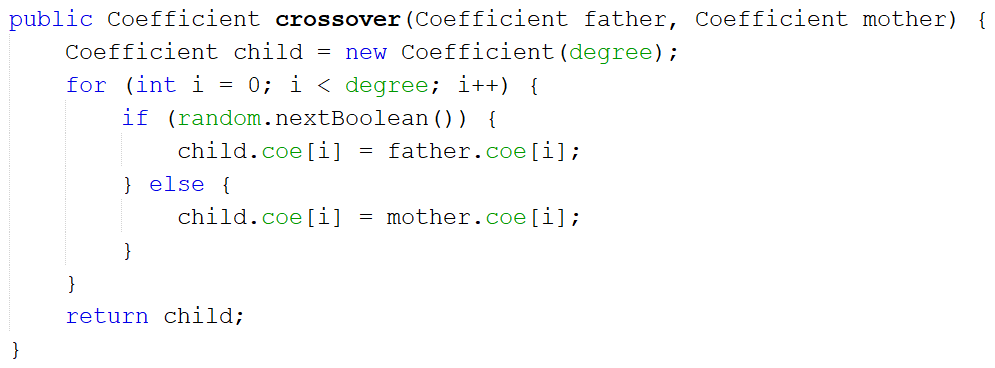 public Coefficient crossover(Coefficient father, Coefficient mother) {
    Coefficient child = new Coefficient(degree);
    for (int i = 0; i < degree; i++) {
        if (random.nextBoolean()) {
            child.coe[i] = father.coe[i];
        } else {
            child.coe[i] = mother.coe[i];
        }
    }
    return child;
}